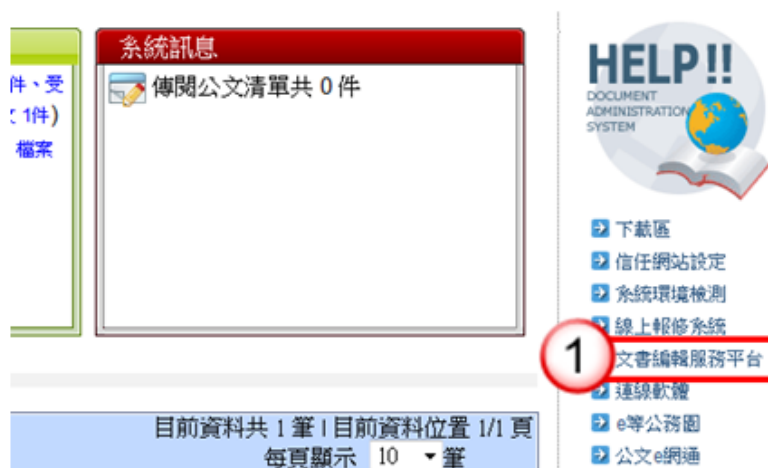 件、受
文 1件)
檔案
系統訊息
傳閱公文清單共 0 件
HELP!!
DOCUMENT
ADMINISTRATION
SYSTEM
下載區
信任網站設定
系統環境檢測
線上報修系統
1
文書編輯服務平台
連線軟體
e等公務園
公文e網通
目前資料共 1 筆 | 目前資料位置 1/1 頁
每頁顯示 10 筆